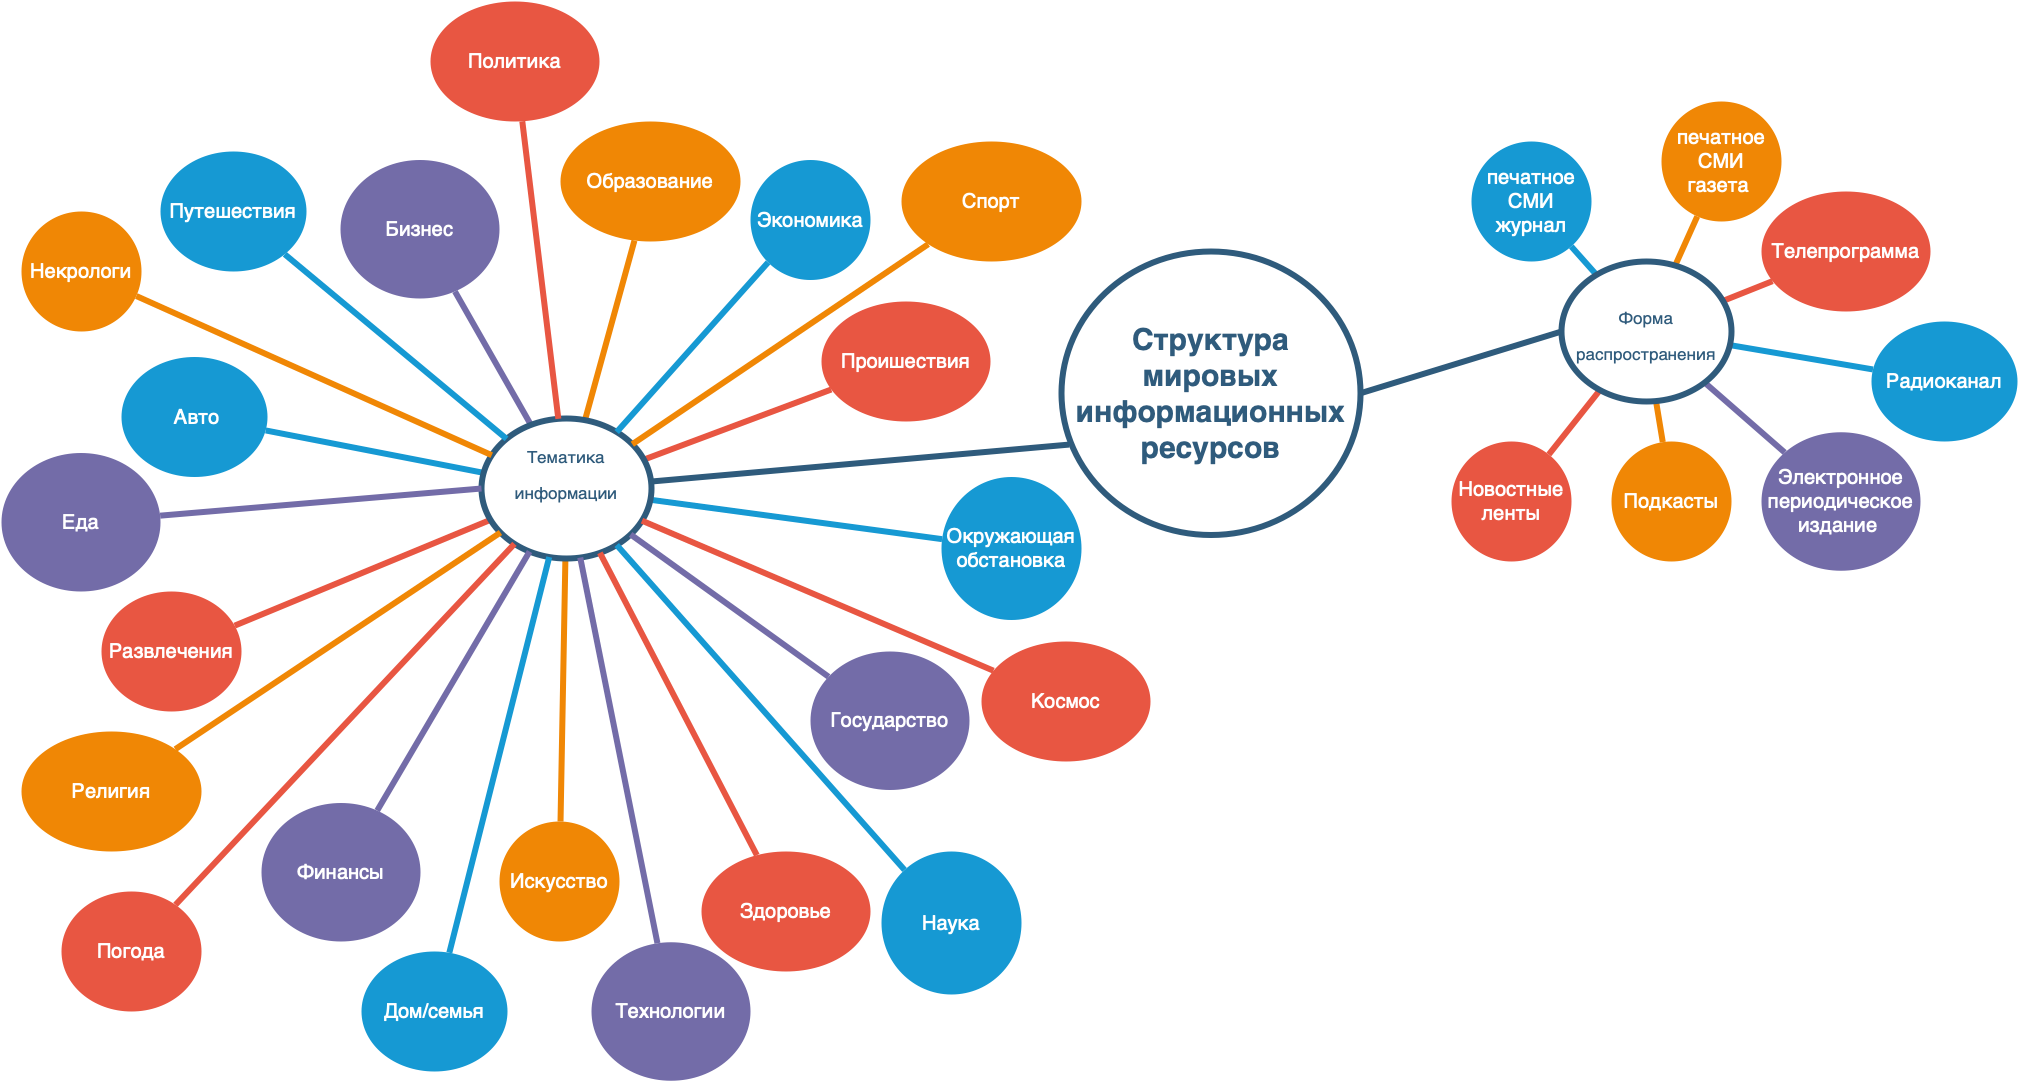 Политика
Образование
Экономика
Спорт
Бизнес
Путешествия
Некрологи
Происшествия
Авто
Еда
Тематика
информации
Развлечения
Религия
Погода
Финансы
Дом/семья
Искусство
Технологии
Здоровье
Наука
Государство
Космос
Окружающая
обстановка
Структура
мировых
информационных
ресурсов
печатное
СМИ
журнал
печатное
СМИ
газета
Телепрограмма
Форма
распространения
Радиоканал
Новостные
ленты
Подкасты
Электронное
периодическое
издание